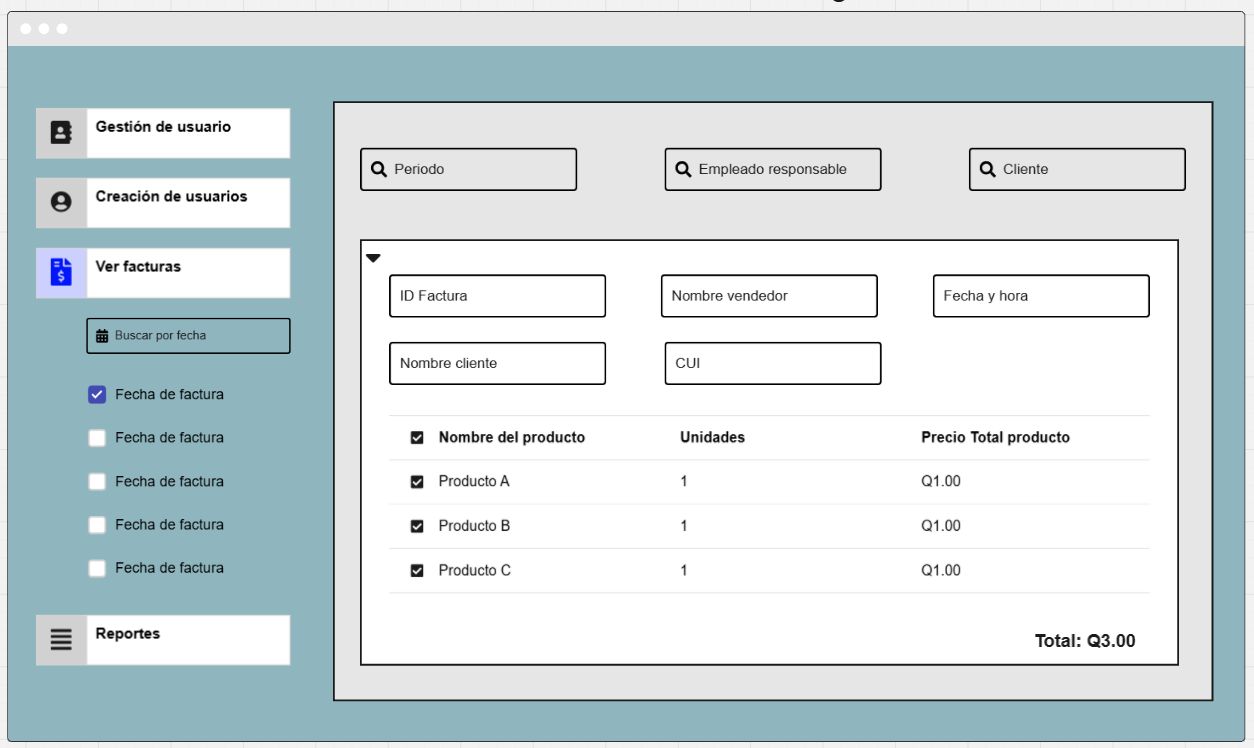 Gestión de usuario
Creación de usuarios
Ver facturas
Buscar por fecha
Fecha de factura
Fecha de factura
Fecha de factura
Fecha de factura
Fecha de factura
Reportes
Periodo
Empleado responsable
Cliente
ID Factura
Nombre vendedor
Fecha y hora
Nombre cliente
CUI
Nombre del producto Unidades Precio Total producto
Producto A 1 Q1.00
Producto B 1 Q1.00
Producto C 1 Q1.00
Total: Q3.00